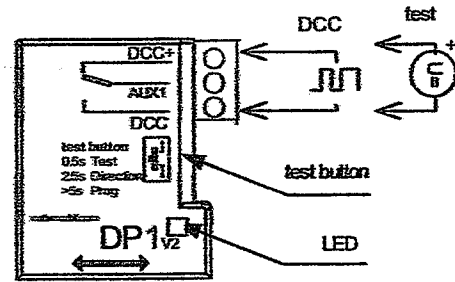 DCC
test
DCC+
AUX1
DCC
+
U
B
test button
0.5s Test
2.5s Direction
>5s Prog
test button
DP1 V2
LED